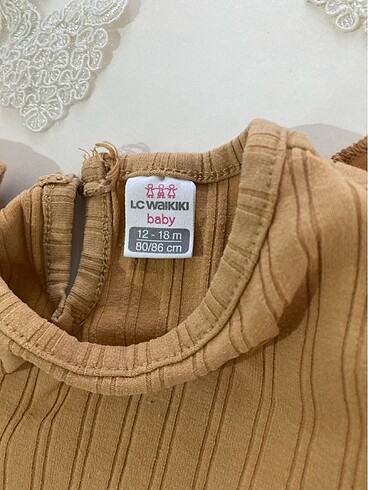 LC WAIKIKI
baby
12 - 18 m
80/86 cm